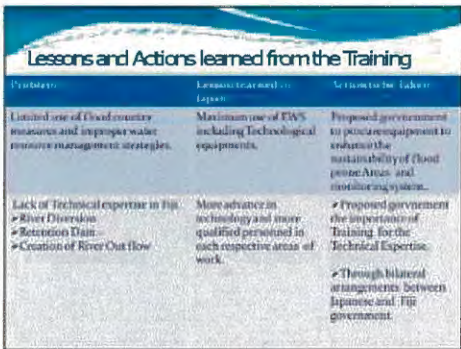 Lessons and Actions learned from the Training
Problem
Lesson learned in
Japan
Action to be taken
Limited use of flood counter
measures and improper water
resource management strategies.
Maximum use of EWS
including Technological
equipments.
Proposed government
to procure equipment to
enhance the
sustainability of flood
prone Areas and
monitoring system.
Lack of Technical expertise in Fiji
➢River Diversion
➢Retention Dam
➢Creation of River Out flow
More advance in
technology and more
qualified personnel in
each respective areas of
work.
➢Proposed government
the importance of
Training for the
Technical Expertise.
➢Through bilateral
arrangements between
Japanese and Fiji
government.